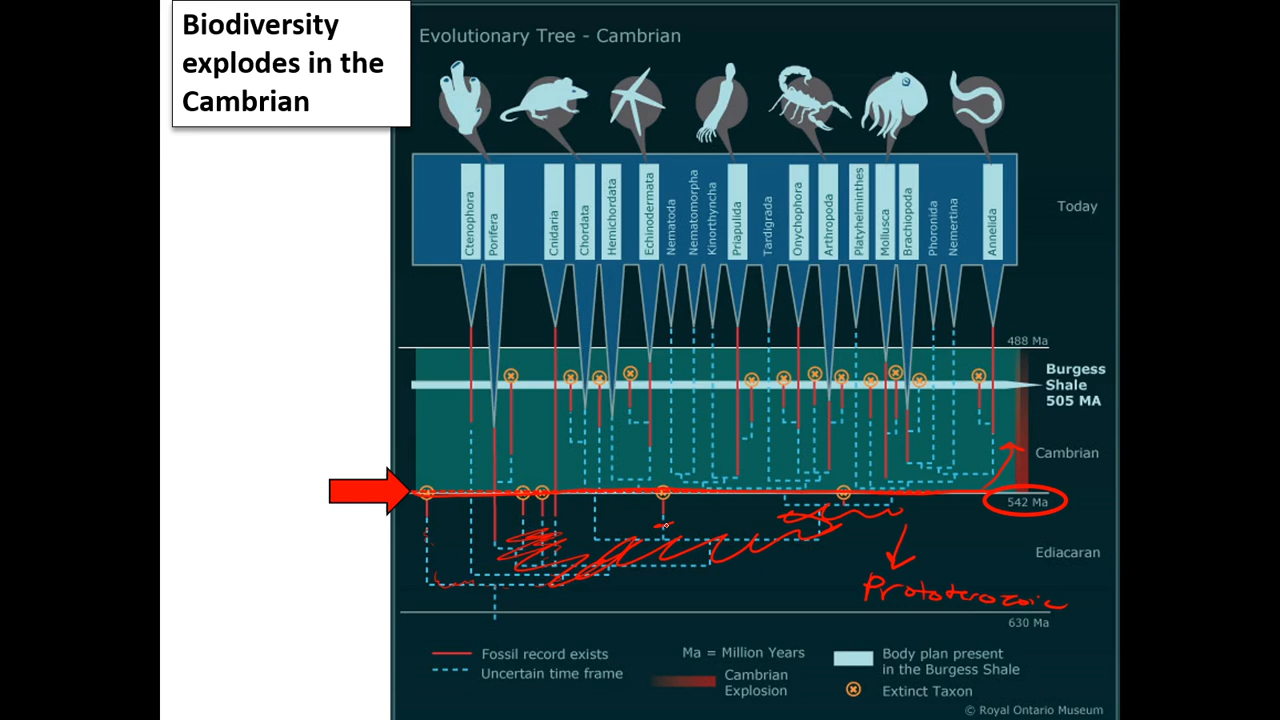 Biodiversity
explodes in the
Cambrian
Evolutionary Tree - Cambrian
Ctenophora
Porifera
Cnidaria
Chordata
Hemichordata
Echinodermata
Nematoda
Nematomorpha
Kinorhyncha
Priapulida
Tardigrada
Onychophora
Arthropoda
Platyhelminthes
Mollusca
Brachiopoda
Phoronida
Nemertina
Annelida
Today
488 Ma
Burgess
Shale
505 MA
Cambrian
542 Ma
Ediacaran
Prototerozoic
630 Ma
Fossil record exists
Uncertain time frame
Ma = Million Years
Cambrian
Explosion
Body plan present
in the Burgess Shale
Extinct Taxon
© Royal Ontario Museum